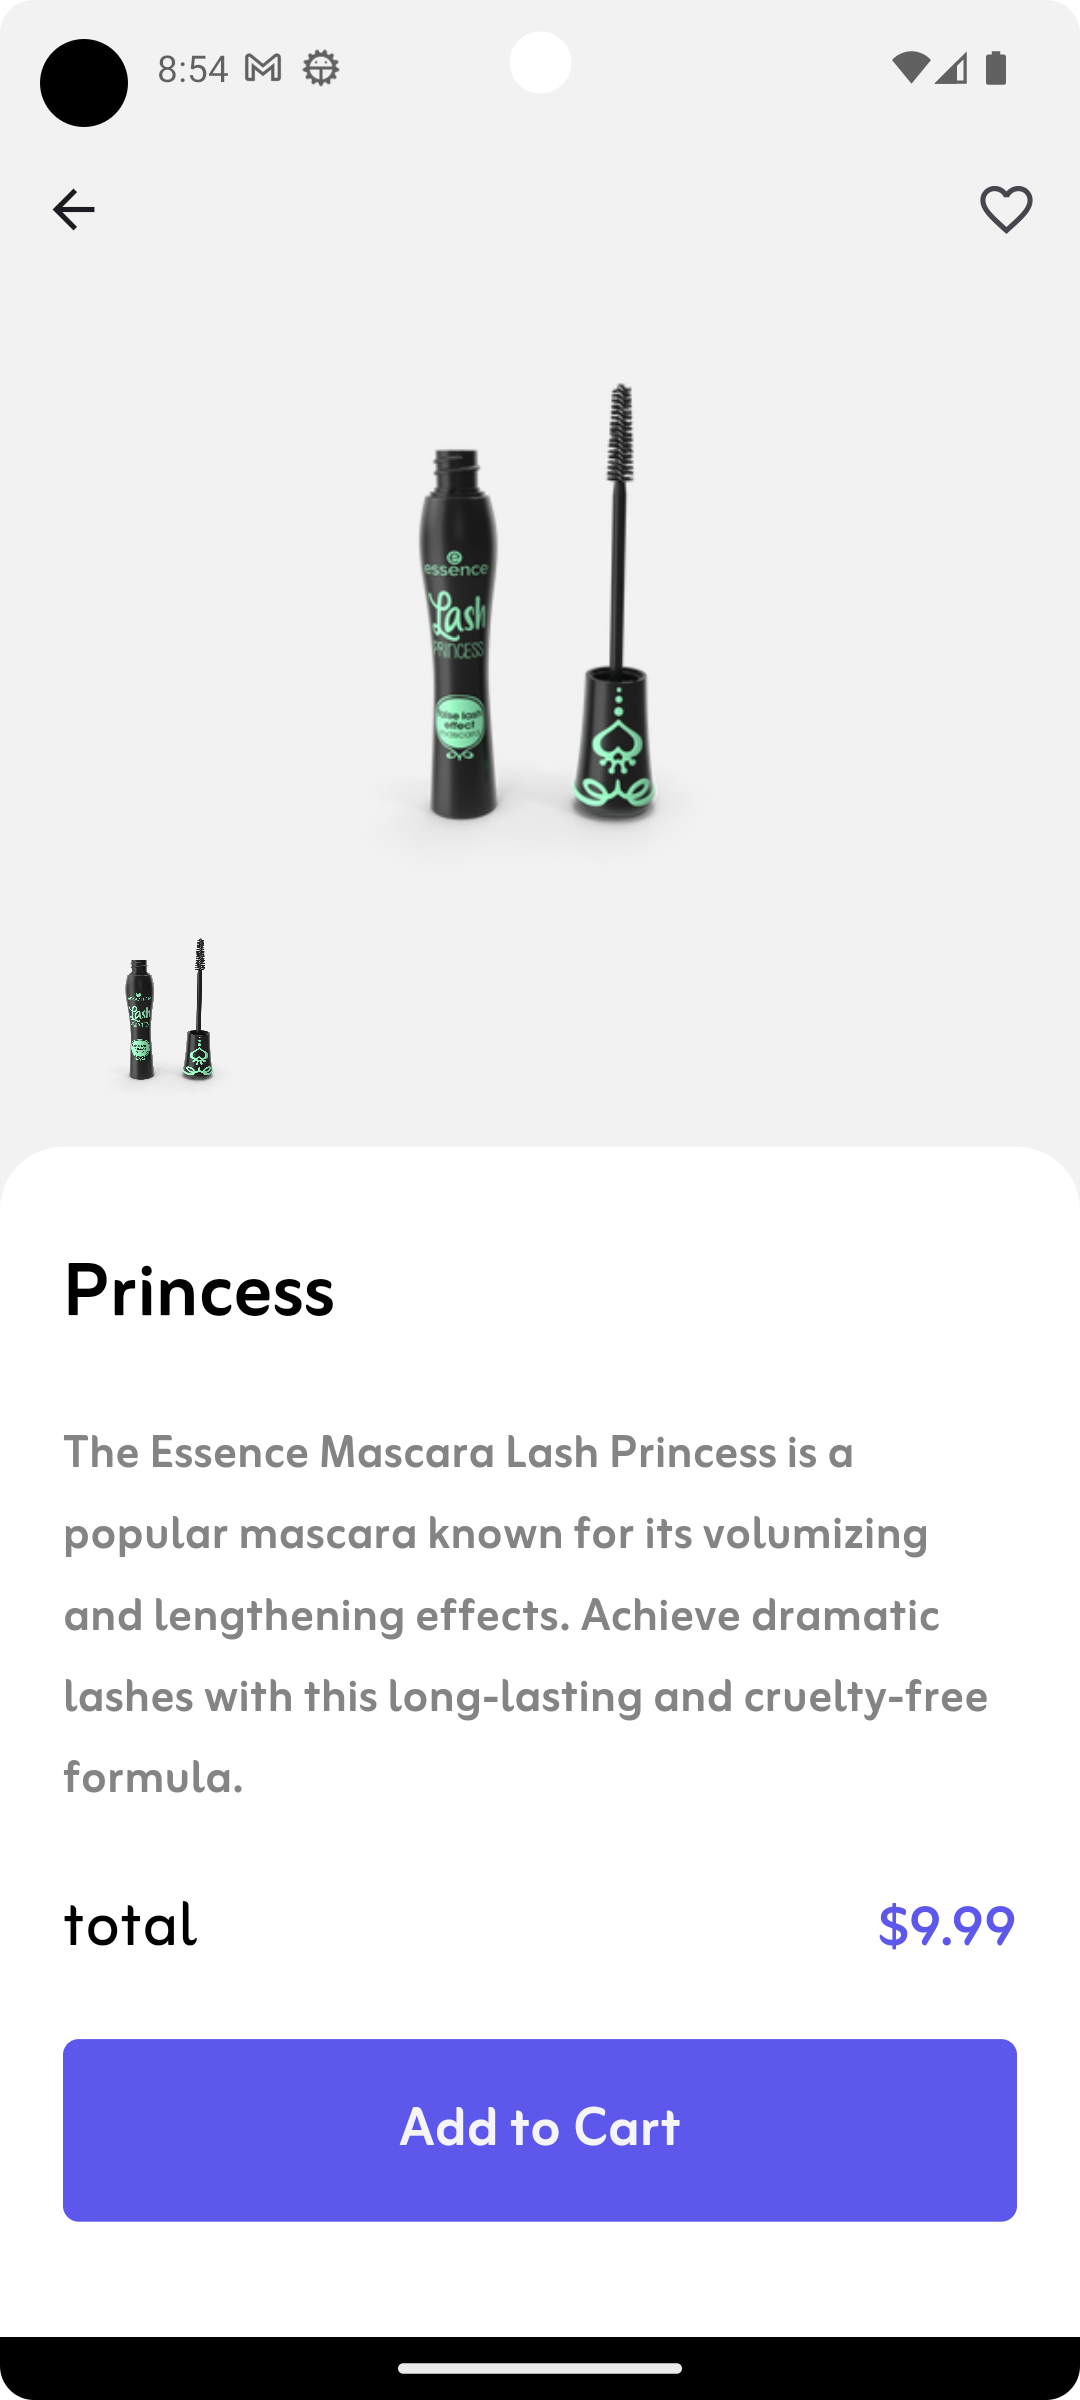 8:54
essence
Lash
PRINCESS
false lash
effect
mascara
Princess
The Essence Mascara Lash Princess is a
popular mascara known for its volumizing
and lengthening effects. Achieve dramatic
lashes with this long-lasting and cruelty-free
formula.
total
$9.99
Add to Cart